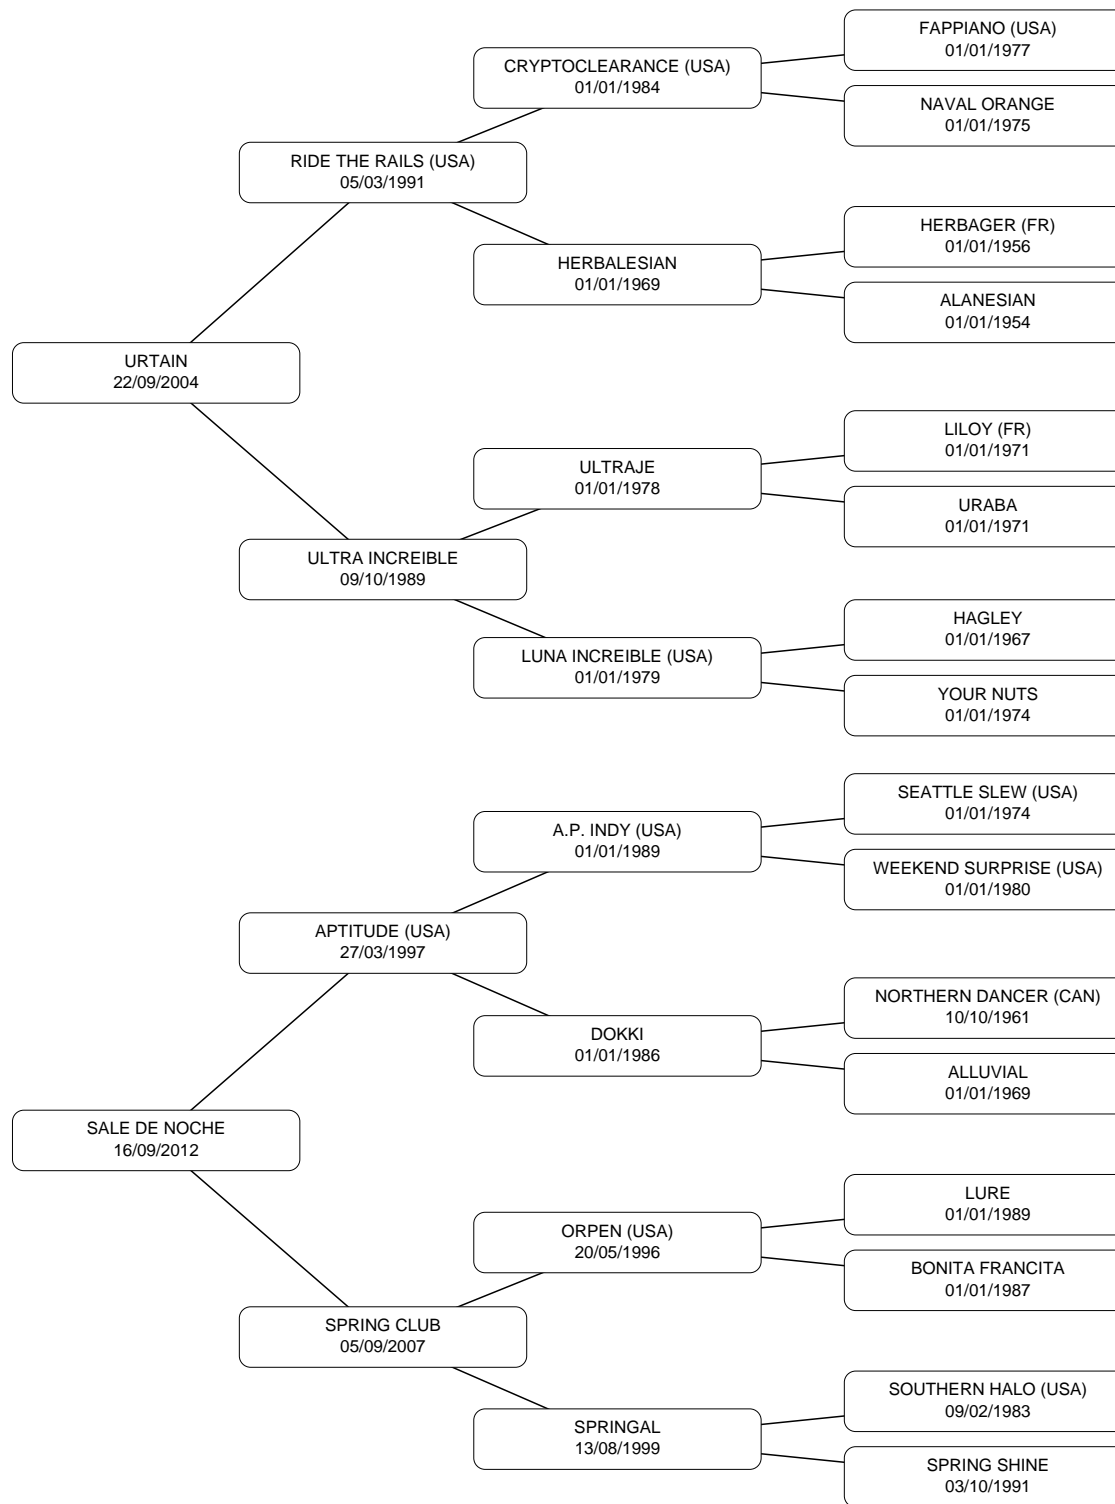 FAPPIANO (USA)
01/01/1977
CRYPTOCLEARANCE (USA)
01/01/1984
NAVAL ORANGE
01/01/1975
RIDE THE RAILS (USA)
05/03/1991
HERBAGER (FR)
01/01/1956
HERBALESIAN
01/01/1969
ALANESIAN
01/01/1954
URTAIN
22/09/2004
LILOY (FR)
01/01/1971
ULTRAJE
01/01/1978
URABA
01/01/1971
ULTRA INCREIBLE
09/10/1989
HAGLEY
01/01/1967
LUNA INCREIBLE (USA)
01/01/1979
YOUR NUTS
01/01/1974
SEATTLE SLEW (USA)
01/01/1974
A.P. INDY (USA)
01/01/1989
WEEKEND SURPRISE (USA)
01/01/1980
APTITUDE (USA)
27/03/1997
NORTHERN DANCER (CAN)
10/10/1961
DOKKI
01/01/1986
ALLUVIAL
01/01/1969
SALE DE NOCHE
16/09/2012
LURE
01/01/1989
ORPEN (USA)
20/05/1996
BONITA FRANCITA
01/01/1987
SPRING CLUB
05/09/2007
SOUTHERN HALO (USA)
09/02/1983
SPRINGAL
13/08/1999
SPRING SHINE
03/10/1991